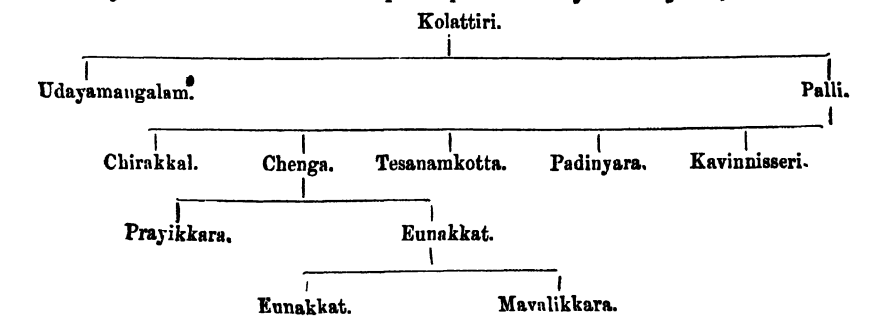 Kolattiri.
Udayamangalam. Palli.
Chirakkal. Chenga. Tesanamkotta. Padinyara. Kavinnisseri.
Prayikkara. Eunakkat.
Eunakkat. Mavalikkara.